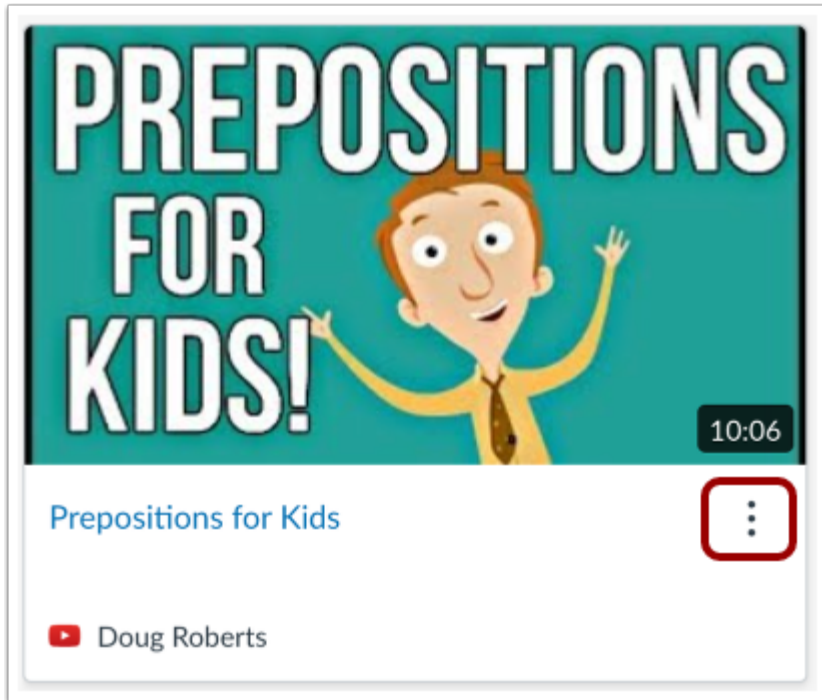 PREPOSITIONS
FOR
KIDS!
10:06
Prepositions for Kids
Doug Roberts